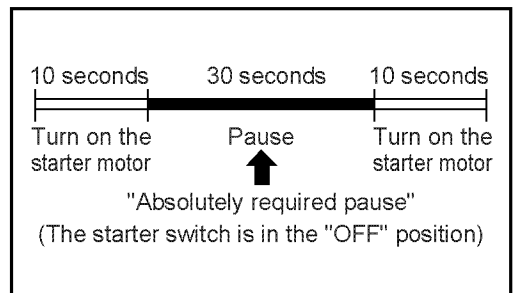 10 seconds 30 seconds 10 seconds
Turn on the Pause Turn on the
starter motor starter motor
"Absolutely required pause"
(The starter switch is in the "OFF" position)